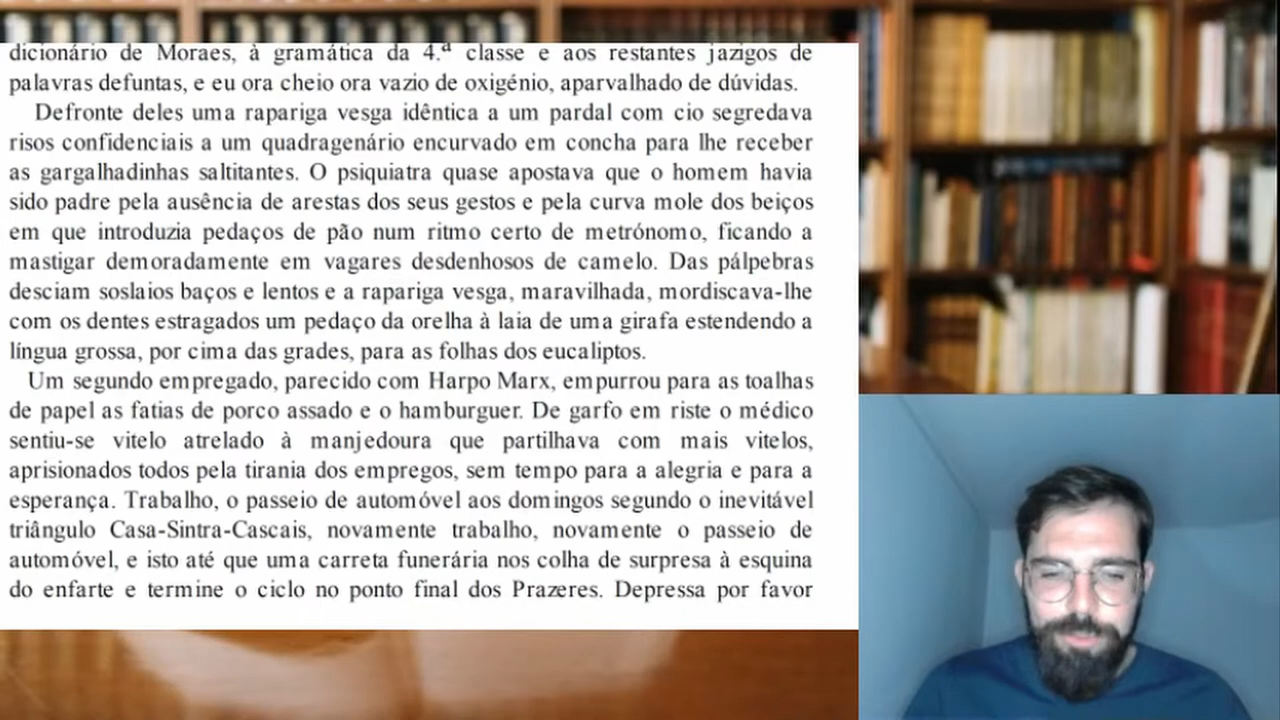 dicionário de Moraes, à gramática da 4.ª classe e aos restantes jazigos de
palavras defuntas, e eu ora cheio ora vazio de oxigénio, aparvalhado de dúvidas.
Defronte deles uma rapariga vesga idêntica a um pardal com cio segredava
risos confidenciais a um quadragenário encurvado em concha para lhe receber
as gargalhadinhas saltitantes. O psiquiatra quase apostava que o homem havia
sido padre pela ausência de arestas dos seus gestos e pela curva mole dos beiços
em que introduzia pedaços de pão num ritmo certo de metrónomo, ficando a
mastigar demoradamente em vagares desdenhosos de camelo. Das pálpebras
desciam soslaios baços e lentos e a rapariga vesga, maravilhada, mordiscava-lhe
com os dentes estragados um pedaço da orelha à laia de uma girafa estendendo a
língua grossa, por cima das grades, para as folhas dos eucaliptos.
Um segundo empregado, parecido com Harpo Marx, empurrou para as toalhas
de papel as fatias de porco assado e o hamburguer. De garfo em riste o médico
sentiu-se vitelo atrelado à manjedoura que partilhava com mais vitelos,
aprisionados todos pela tirania dos empregos, sem tempo para a alegria e para a
esperança. Trabalho, o passeio de automóvel aos domingos segundo o inevitável
triângulo Casa-Sintra-Cascais, novamente trabalho, novamente o passeio de
automóvel, e isto até que uma carreta funerária nos colha de surpresa à esquina
do enfarte e termine o ciclo no ponto final dos Prazeres. Depressa por favor